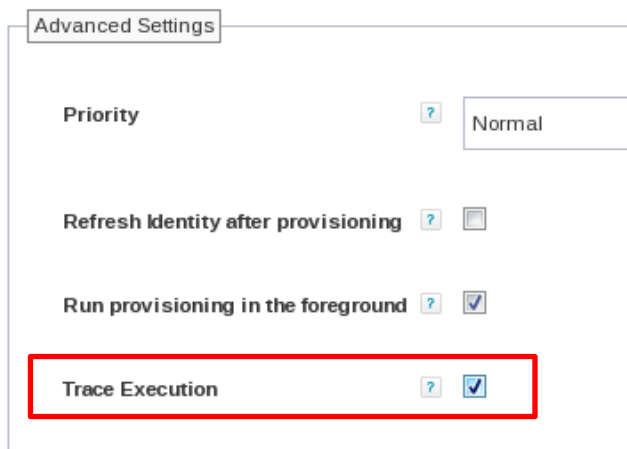 Advanced Settings
Priority ? Normal
Refresh Identity after provisioning ?
Run provisioning in the foreground ?
Trace Execution ?